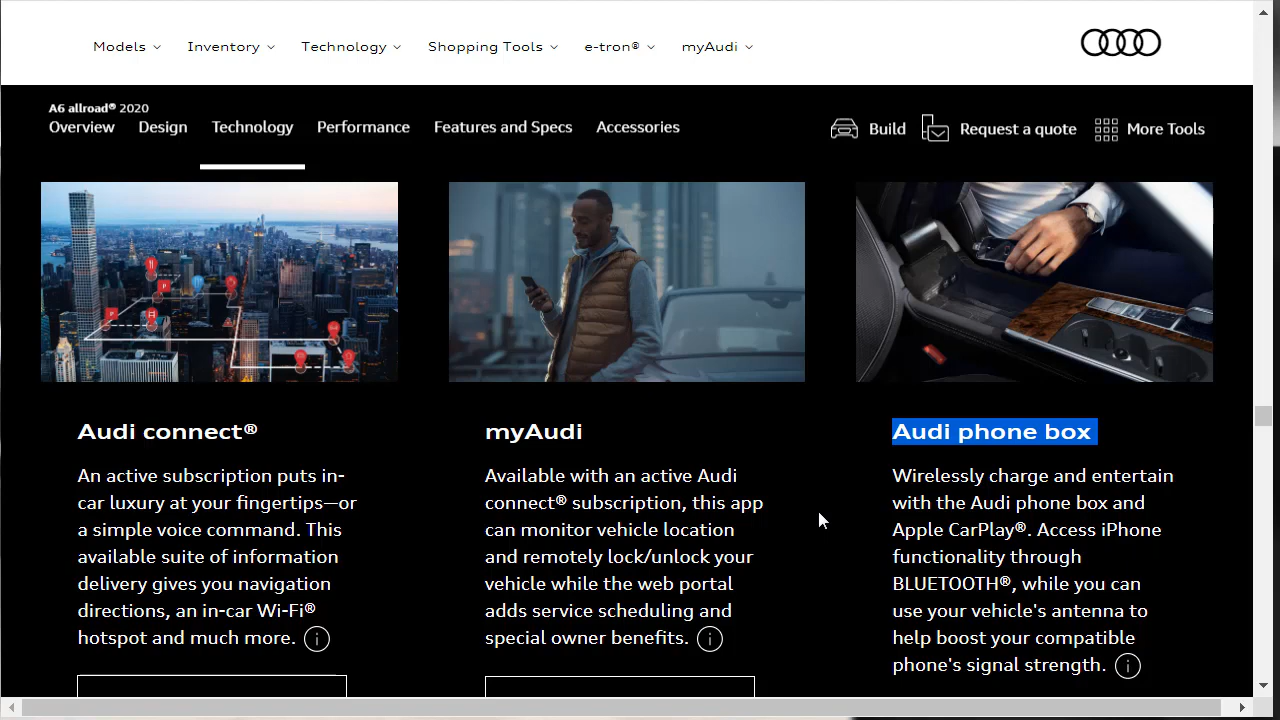 Models Inventory Technology Shopping Tools e-tron® myAudi
A6 allroad® 2020
Overview Design Technology Performance Features and Specs Accessories Build Request a quote More Tools
Audi connect®
An active subscription puts in-
car luxury at your fingertips—or
a simple voice command. This
available suite of information
delivery gives you navigation
directions, an in-car Wi-Fi®
hotspot and much more.
myAudi
Available with an active Audi
connect® subscription, this app
can monitor vehicle location
and remotely lock/unlock your
vehicle while the web portal
adds service scheduling and
special owner benefits.
Audi phone box
Wirelessly charge and entertain
with the Audi phone box and
Apple CarPlay®. Access iPhone
functionality through
BLUETOOTH®, while you can
use your vehicle's antenna to
help boost your compatible
phone's signal strength.